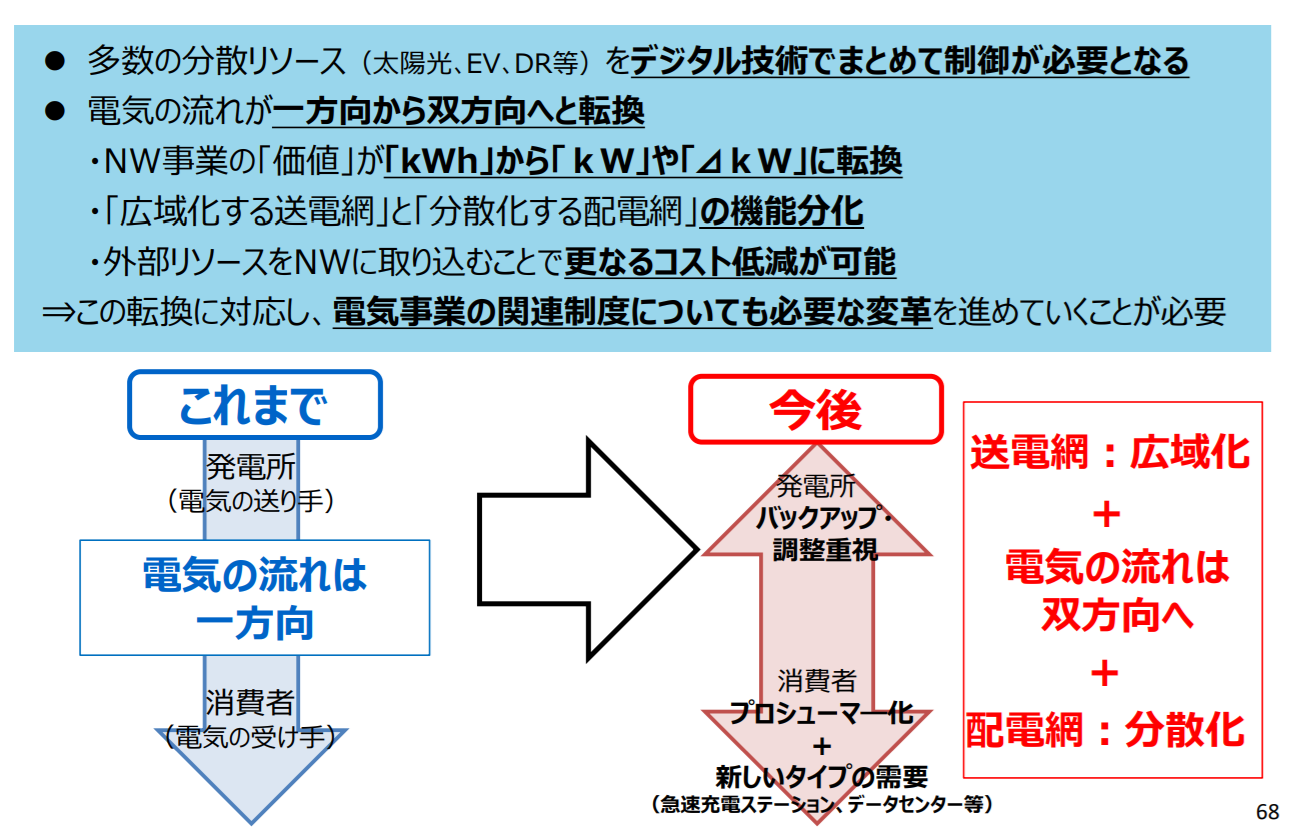 ● 多数の分散リソース（太陽光、EV、DR等）をデジタル技術でまとめて制御が必要となる
● 電気の流れが一方向から双方向へと転換
・NW事業の「価値」が「kWh」から「ｋW」や「⊿ｋW」に転換
・「広域化する送電網」と「分散化する配電網」の機能分化
・外部リソースをNWに取り込むことで更なるコスト低減が可能
⇒この転換に対応し、電気事業の関連制度についても必要な変革を進めていくことが必要
これまで
発電所
（電気の送り手）
電気の流れは
一方向
消費者
（電気の受け手）
今後
発電所
バックアップ・
調整重視
消費者
プロシューマ―化
+
新しいタイプの需要
（急速充電ステーション、データセンター等）
送電網：広域化
+
電気の流れは
双方向へ
+
配電網：分散化
68